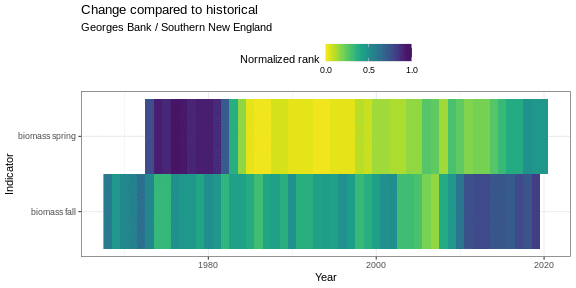 Change compared to historical
Georges Bank / Southern New England
Normalized rank
0.0 0.5 1.0
biomass spring
biomass fall
Indicator
1980 2000 2020
Year